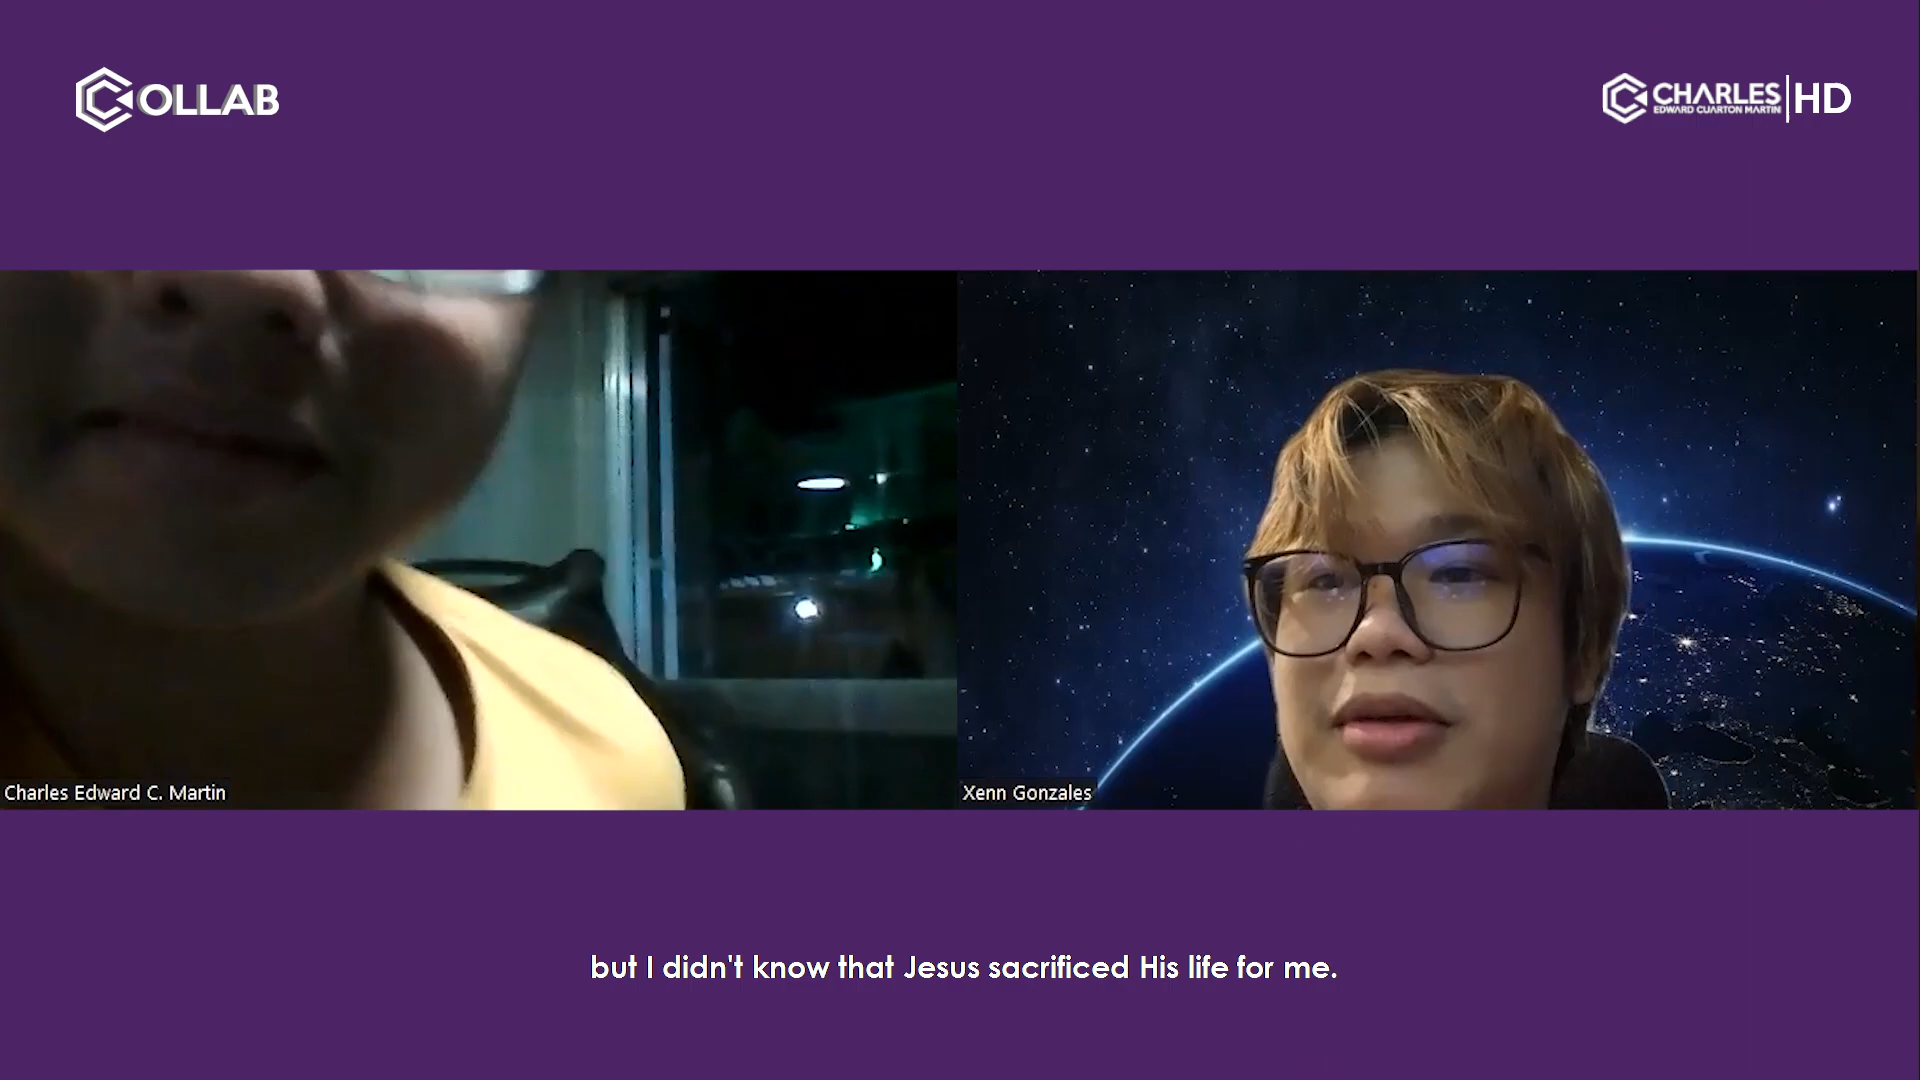 COLLAB
CHARLES
EDWARD CUARTON MARTIN
HD
Charles Edward C. Martin
Xenn Gonzales
but I didn't know that Jesus sacrificed His life for me.